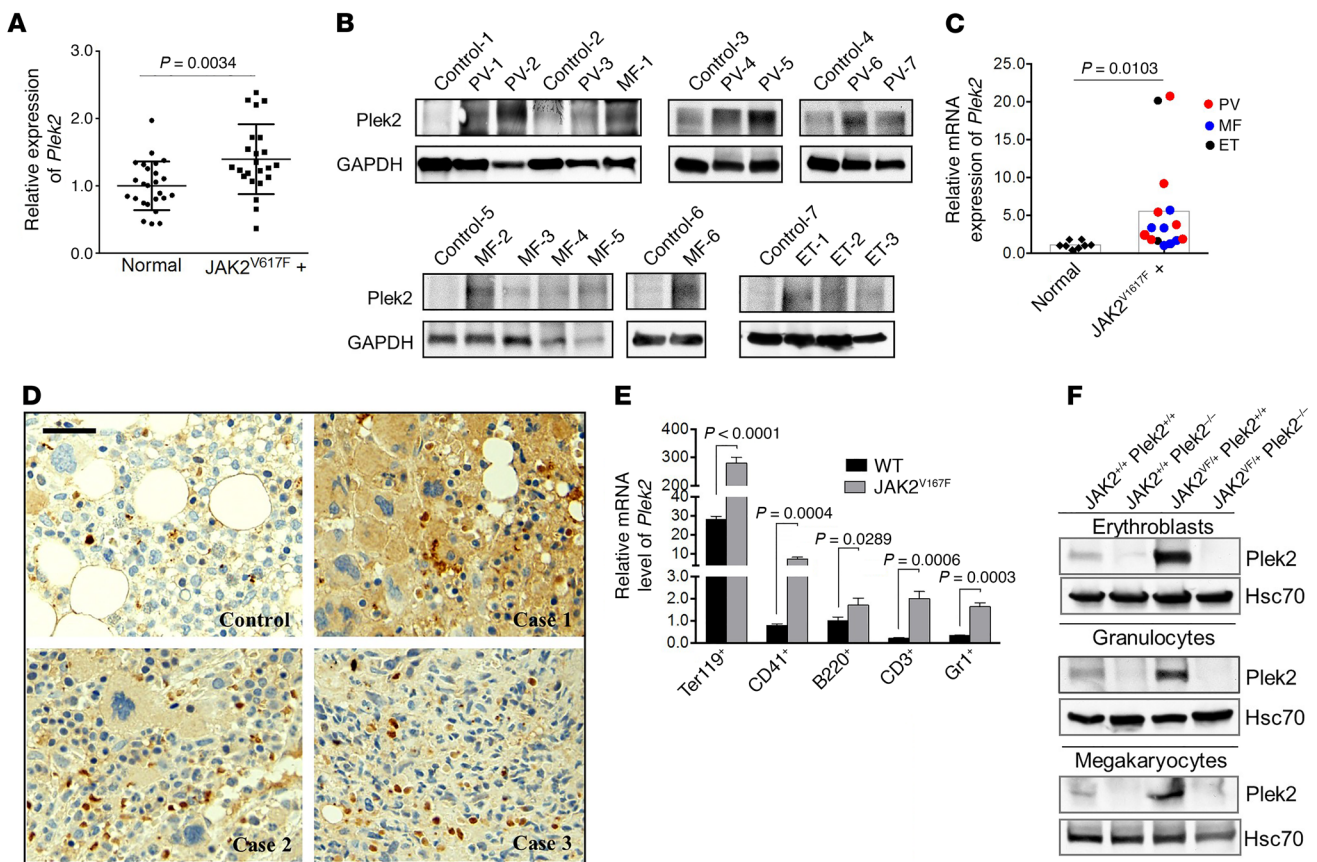 A
Relative expression
of Plek2
3.0
2.0
1.0
0.0
P = 0.0034
Normal
JAK2V617F +
B
Control-1
PV-1
PV-2
Control-2
PV-3
MF-1
Control-3
PV-4
PV-5
Control-4
PV-6
PV-7
Plek2
GAPDH
Control-5
MF-2
MF-3
MF-4
MF-5
Control-6
MF-6
Control-7
ET-1
ET-2
ET-3
Plek2
GAPDH
C
Relative mRNA
expression of Plek2
25.0
20.0
15.0
10.0
5.0
0.0
P = 0.0103
PV
MF
ET
Normal
JAK2V1617F +
D
Control
Case 1
Case 2
Case 3
E
Relative mRNA
level of Plek2
400
300
200
40
30
20
10
3.0
2.0
1.0
0.0
P < 0.0001
P = 0.0004
P = 0.0289
P = 0.0006
P = 0.0003
WT
JAK2V167F
Ter119+
CD41+
B220+
CD3+
Gr1+
F
JAK2+/+ Plek2+/+
JAK2+/+ Plek2–/–
JAK2VF/+ Plek2+/+
JAK2VF/+ Plek2–/–
Erythroblasts
Plek2
Hsc70
Granulocytes
Plek2
Hsc70
Megakaryocytes
Plek2
Hsc70